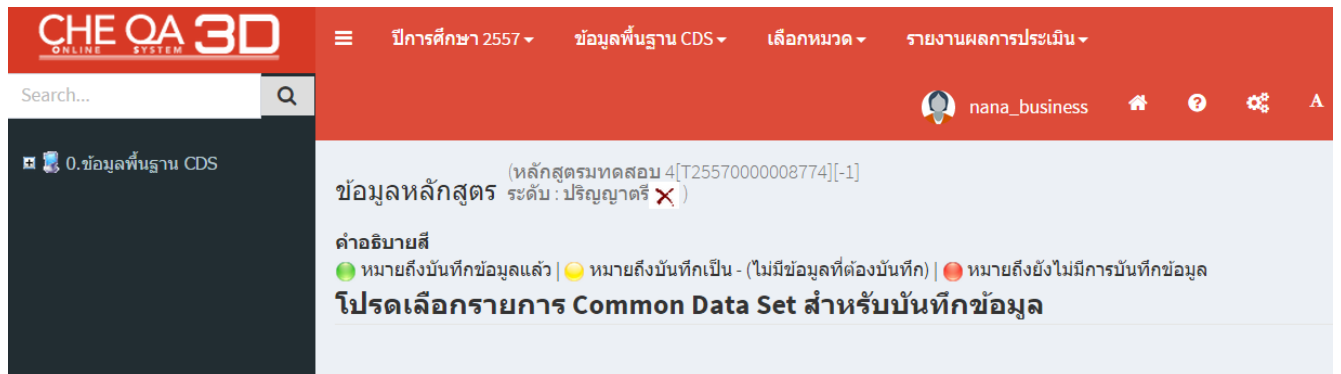 CHE QA 3D
ONLINE SYSTEM
ปีการศึกษา 2557 ข้อมูลพื้นฐาน CDS เลือกหมวด รายงานผลการประเมิน
Search...
nana_business A
0.ข้อมูลพื้นฐาน CDS
ข้อมูลหลักสูตร (หลักสูตรมทดสอบ 4[T25570000008774][-1]
ระดับ : ปริญญาตรี )
คำอธิบายสี
หมายถึงบันทึกข้อมูลแล้ว | หมายถึงบันทึกเป็น - (ไม่มีข้อมูลที่ต้องบันทึก) | หมายถึงยังไม่มีการบันทึกข้อมูล
โปรดเลือกรายการ Common Data Set สำหรับบันทึกข้อมูล